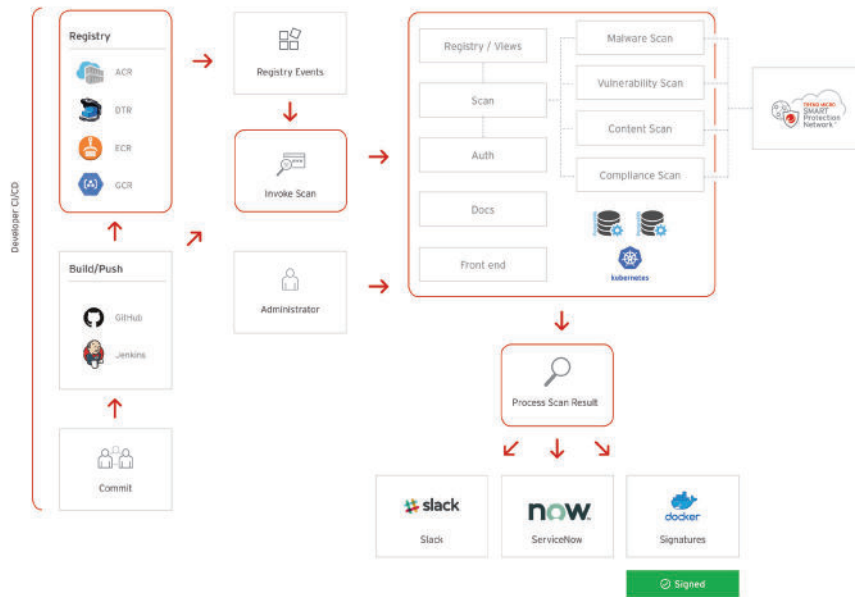 Developer CI/CD
Registry
ACR
DTR
ECR
GCR
Build/Push
GitHub
Jenkins
Commit
Registry Events
Invoke Scan
Administrator
Registry / Views
Scan
Auth
Docs
Front end
Malware Scan
Vulnerability Scan
Content Scan
Compliance Scan
kubernetes
TREND MICRO
SMART
Protection
Network™
Process Scan Result
slack
Slack
now
ServiceNow
docker
Signatures
Signed